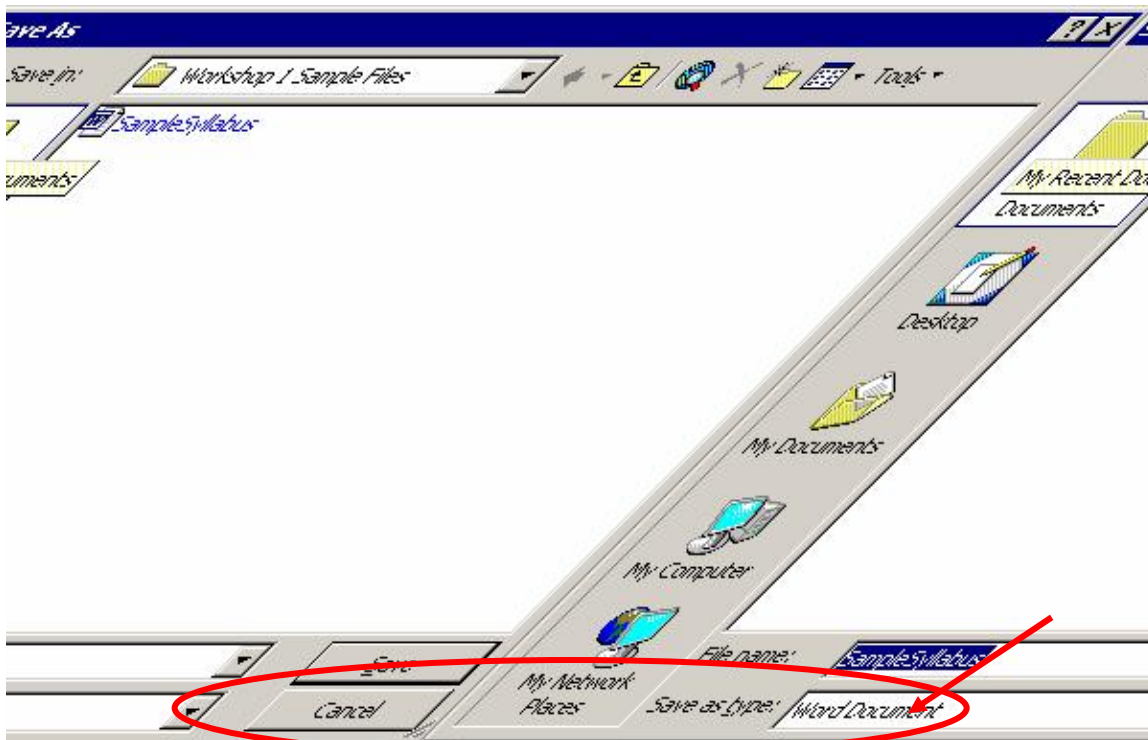 Save As
Save in:
Workshop 1 Sample Files
Tools
SampleSyllabus
uments
My Recent Do
Documents
Desktop
My Documents
My Computer
My Network
Places
File name:
SampleSyllabus
Save
Save as type:
Word Document
Cancel